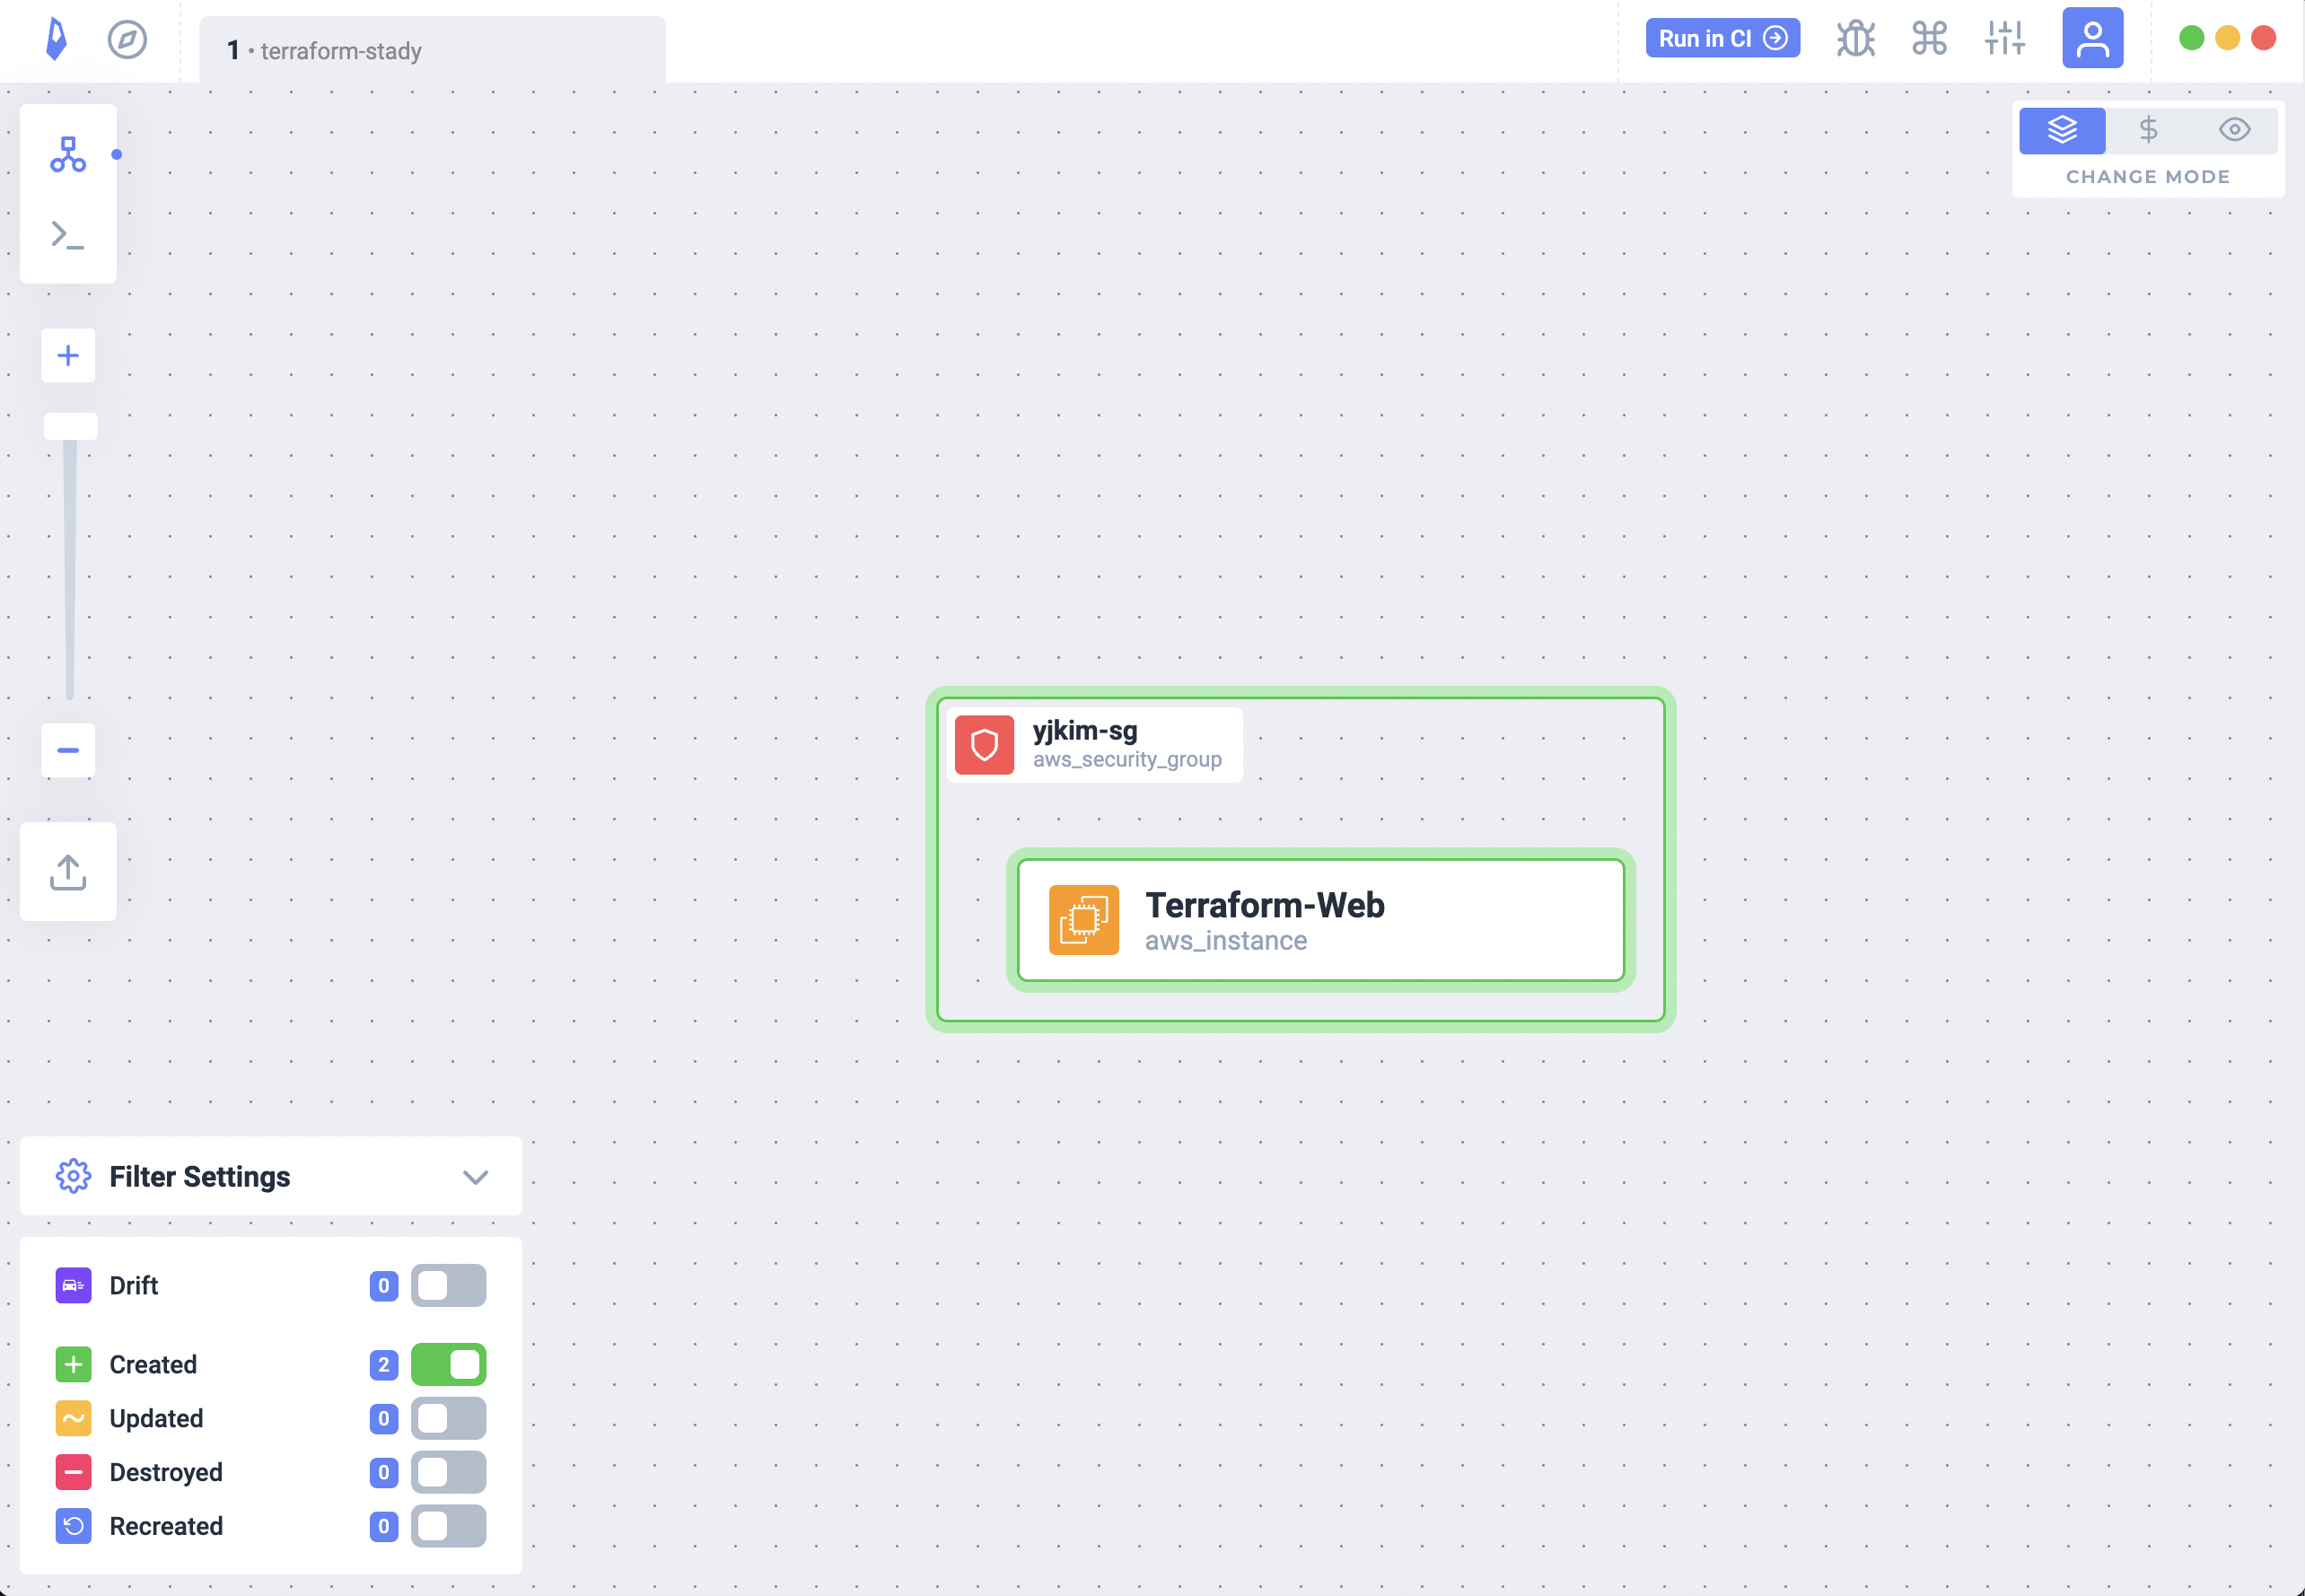 1 • terraform-stady
Run in CI
CHANGE MODE
yjkim-sg
aws_security_group
Terraform-Web
aws_instance
Filter Settings
Drift 0
Created 2
Updated 0
Destroyed 0
Recreated 0